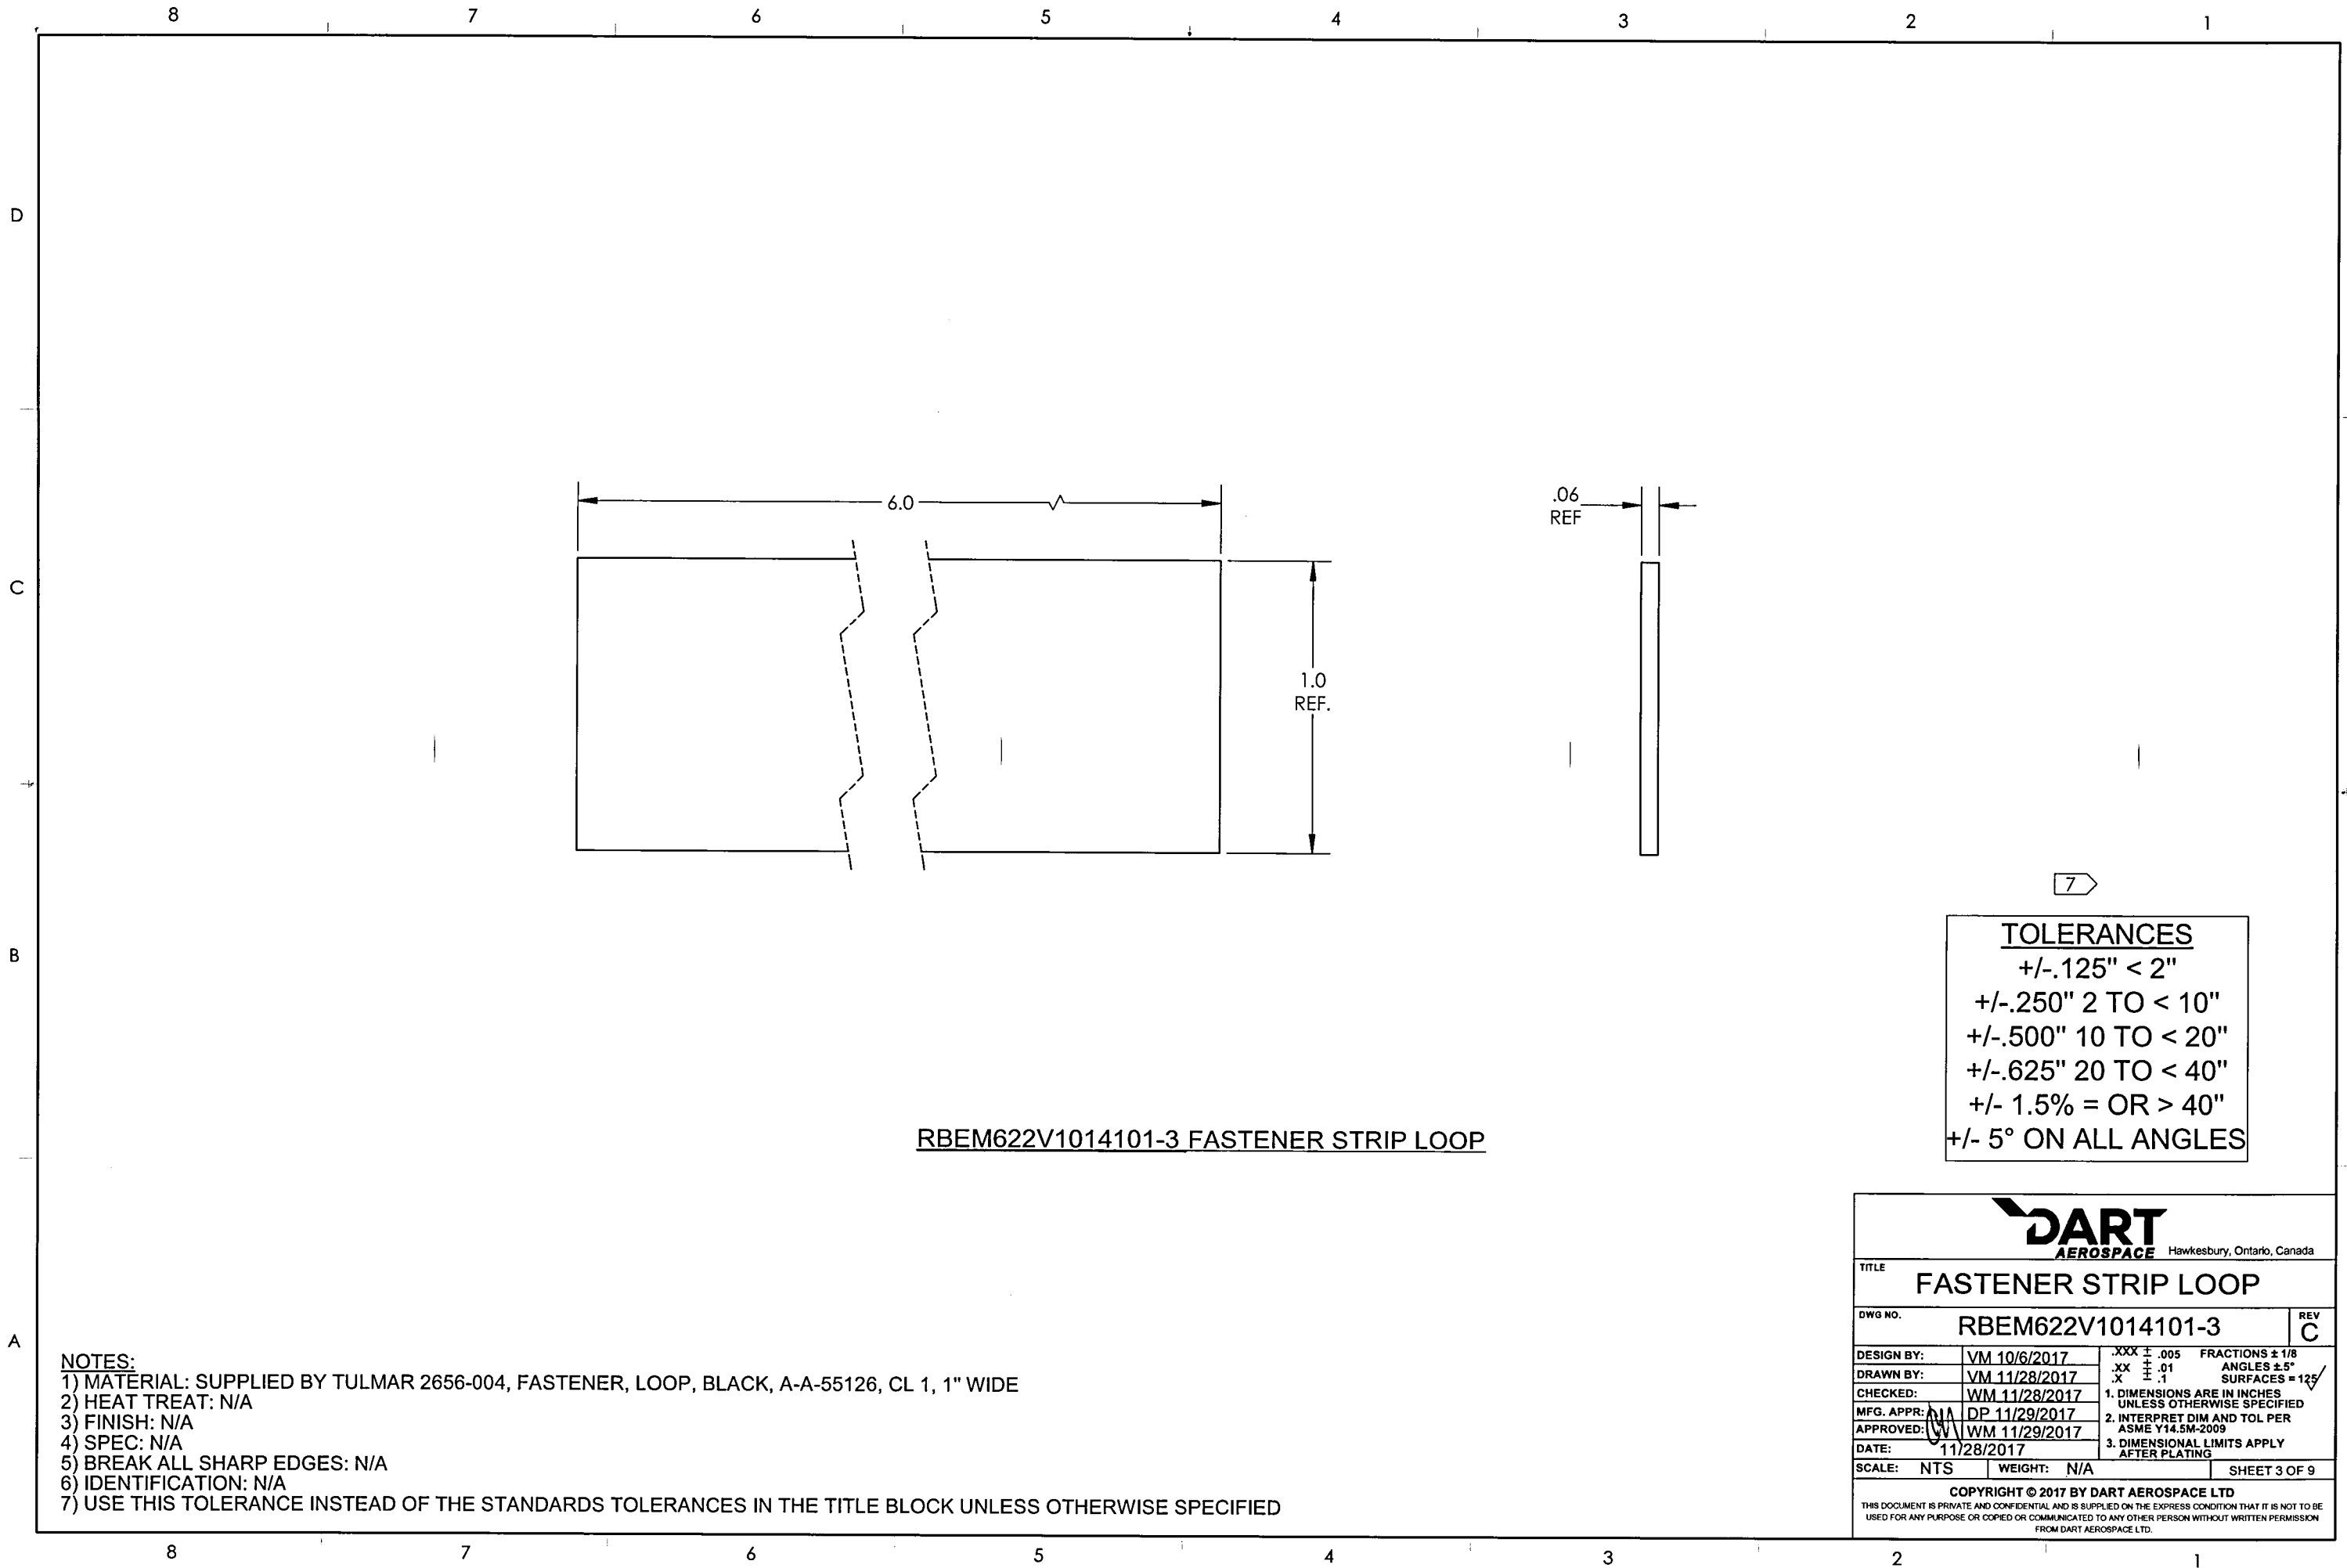 8 7 6 5 4 3 2 1
D
C
B
A
6.0
.06
REF
1.0
REF.
7
TOLERANCES
+/-.125" < 2"
+/-.250" 2 TO < 10"
+/-.500" 10 TO < 20"
+/-.625" 20 TO < 40"
+/- 1.5% = OR > 40"
+/- 5° ON ALL ANGLES
RBEM622V1014101-3 FASTENER STRIP LOOP
NOTES:
1) MATERIAL: SUPPLIED BY TULMAR 2656-004, FASTENER, LOOP, BLACK, A-A-55126, CL 1, 1" WIDE
2) HEAT TREAT: N/A
3) FINISH: N/A
4) SPEC: N/A
5) BREAK ALL SHARP EDGES: N/A
6) IDENTIFICATION: N/A
7) USE THIS TOLERANCE INSTEAD OF THE STANDARDS TOLERANCES IN THE TITLE BLOCK UNLESS OTHERWISE SPECIFIED
DART
AEROSPACE Hawkesbury, Ontario, Canada
TITLE
FASTENER STRIP LOOP
DWG NO.
RBEM622V1014101-3
REV
C
DESIGN BY: VM 10/6/2017
DRAWN BY: VM 11/28/2017
CHECKED: WM 11/28/2017
MFG. APPR: DP 11/29/2017
APPROVED: WM 11/29/2017
DATE: 11/28/2017
.XXX ± .005 FRACTIONS ± 1/8
.XX ± .01 ANGLES ±.5°
.X ± .1 SURFACES = 125
1. DIMENSIONS ARE IN INCHES
UNLESS OTHERWISE SPECIFIED
2. INTERPRET DIM AND TOL PER
ASME Y14.5M-2009
3. DIMENSIONAL LIMITS APPLY
AFTER PLATING
SCALE: NTS WEIGHT: N/A SHEET 3 OF 9
COPYRIGHT © 2017 BY DART AEROSPACE LTD
THIS DOCUMENT IS PRIVATE AND CONFIDENTIAL AND IS SUPPLIED ON THE EXPRESS CONDITION THAT IT IS NOT TO BE
USED FOR ANY PURPOSE OR COPIED OR COMMUNICATED TO ANY OTHER PERSON WITHOUT WRITTEN PERMISSION
FROM DART AEROSPACE LTD.
8 7 6 5 4 3 2 1